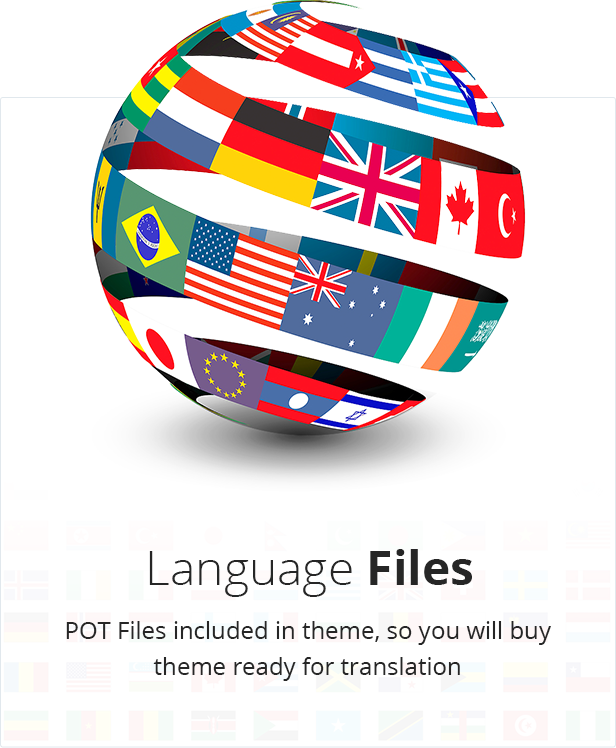 Language Files
POT Files included in theme, so you will buy
theme ready for translation